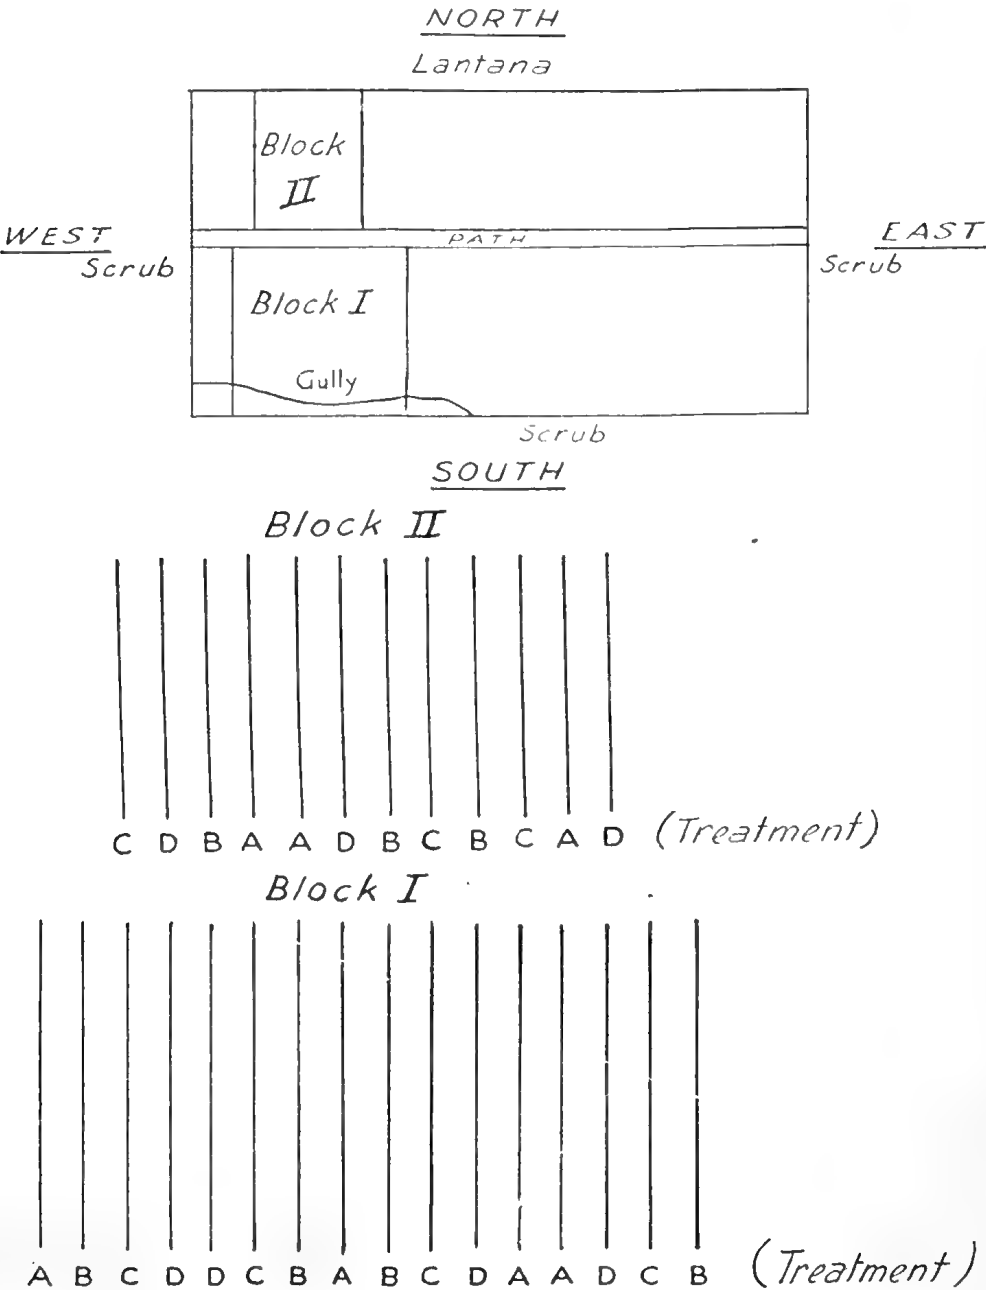 NORTH
Lantana
Block
II
WEST
PATH
EAST
Scrub
Scrub
Block I
Gully
Scrub
SOUTH
Block II
C D B A A D B C B C A D (Treatment)
Block I
A B C D D C B A B C D A A D C B (Treatment)